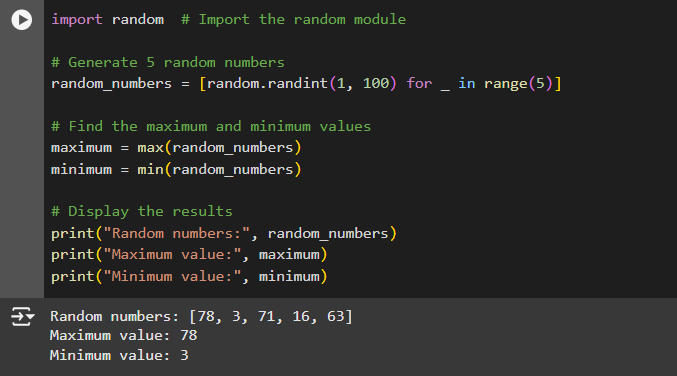 import random  # Import the random module
# Generate 5 random numbers
random_numbers = [random.randint(1, 100) for _ in range(5)]
# Find the maximum and minimum values
maximum = max(random_numbers)
minimum = min(random_numbers)
# Display the results
print("Random numbers:", random_numbers)
print("Maximum value:", maximum)
print("Minimum value:", minimum)
Random numbers: [78, 3, 71, 16, 63]
Maximum value: 78
Minimum value: 3